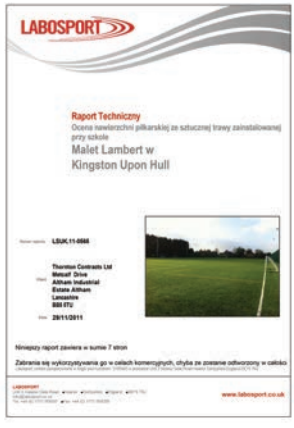 LABOSPORT
Raport Techniczny
Ocena nawierzchni piłkarskiej ze sztucznej trawy zainstalowanej
przy szkole
Malet Lambert w
Kingston Upon Hull
LSUK.11-0568
Thornton Contracts Ltd
Metcalf Drive
Altham Industrial
Estate Altham
Lancashire
BB5 5TU
29/11/2011
Niniejszy raport zawiera w sumie 7 stron
Zabrania się wykorzystywania go w celach komercyjnych, chyba że zostanie odtworzony w całości
LABOSPORT
www.labosport.co.uk